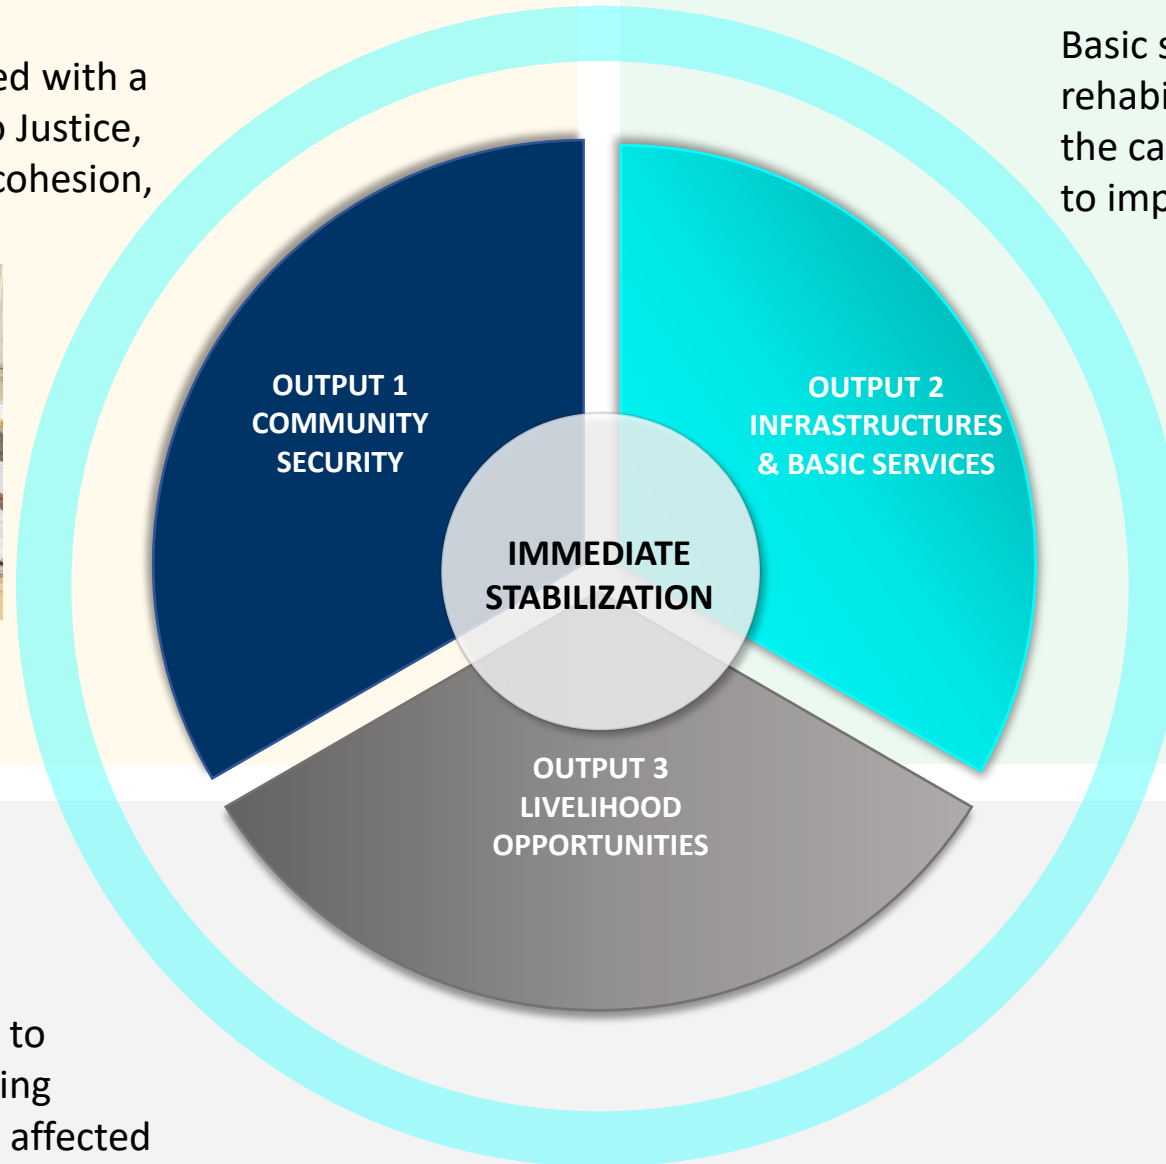 ed with a
o Justice,
cohesion,
Basic s
rehabi
the ca
to imp
OUTPUT 1
COMMUNITY
SECURITY
OUTPUT 2
INFRASTRUCTURES
& BASIC SERVICES
IMMEDIATE
STABILIZATION
OUTPUT 3
LIVELIHOOD
OPPORTUNITIES
to
ing
affected